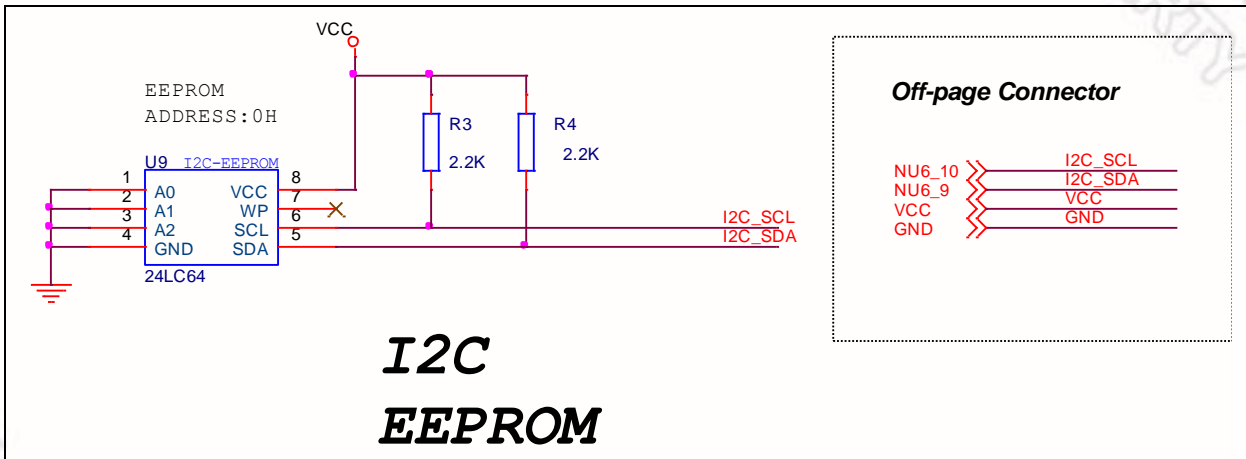 VCC
EEPROM
ADDRESS:0H
U9 I2C-EEPROM
1 A0 VCC 8
2 A1 WP 7
3 A2 SCL 6
4 GND SDA 5
24LC64
R3
2.2K
R4
2.2K
I2C_SCL
I2C_SDA
I2C
EEPROM
Off-page Connector
NU6_10 I2C_SCL
NU6_9 I2C_SDA
VCC VCC
GND GND